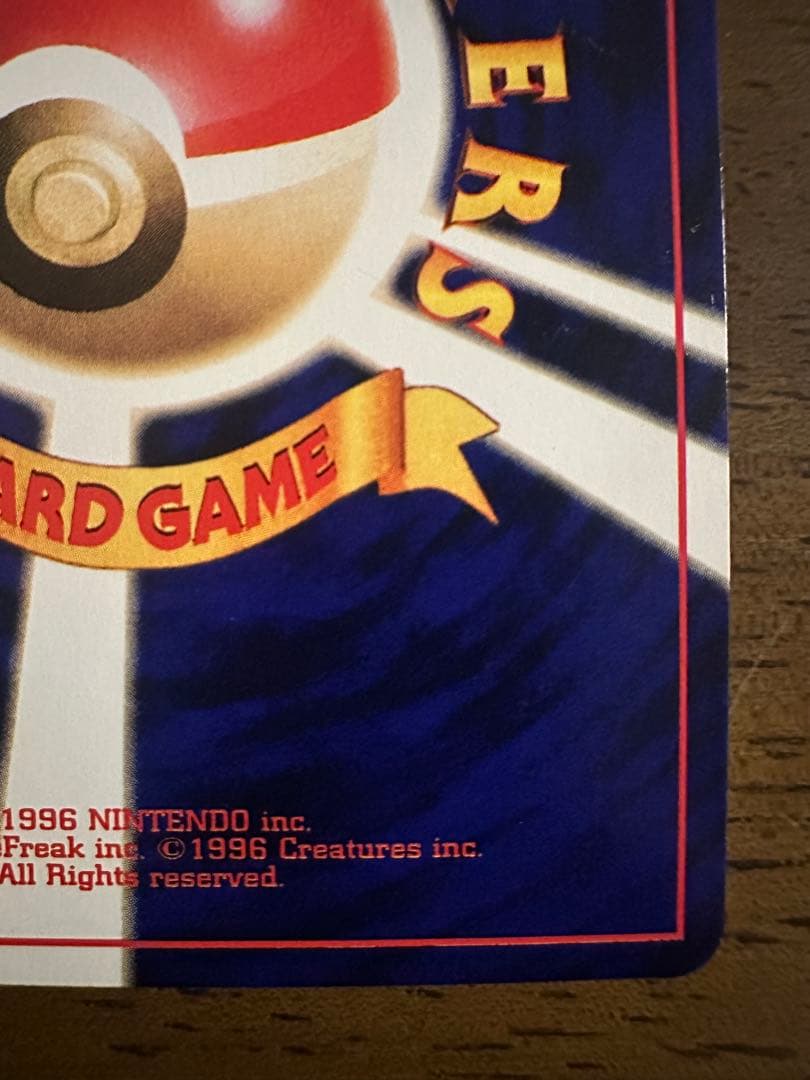 ERS
ARD GAME
1996 NINTENDO inc.
Freak inc. ©1996 Creatures inc.
All Rights reserved.